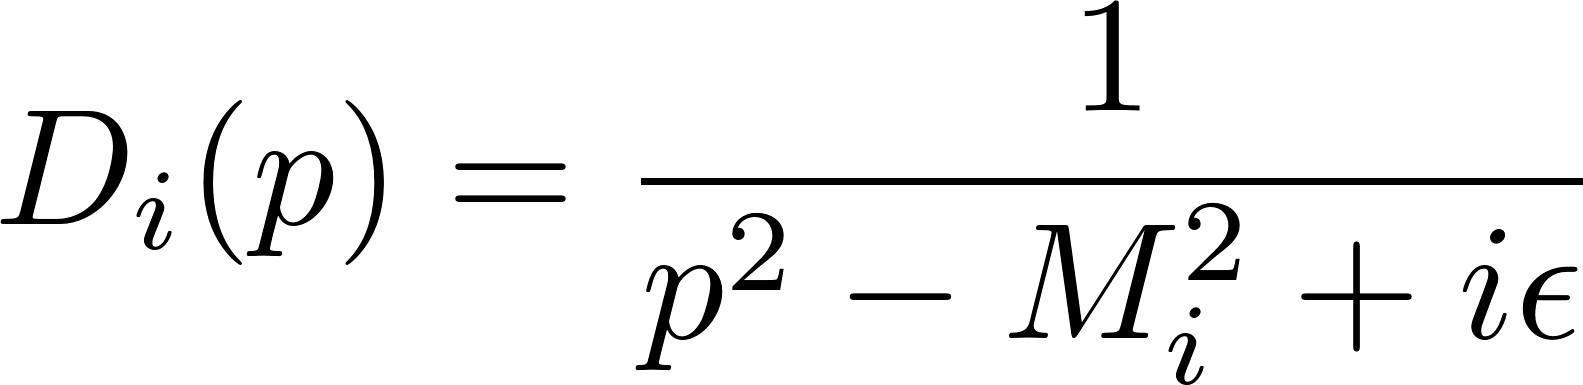 D_i(p) = \frac{1}{p^2 - M_i^2 + i\epsilon}